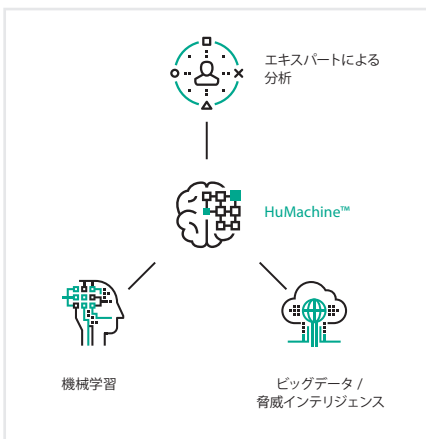 エキスパートによる
分析
HuMachine™
機械学習
ビッグデータ /
脅威インテリジェンス